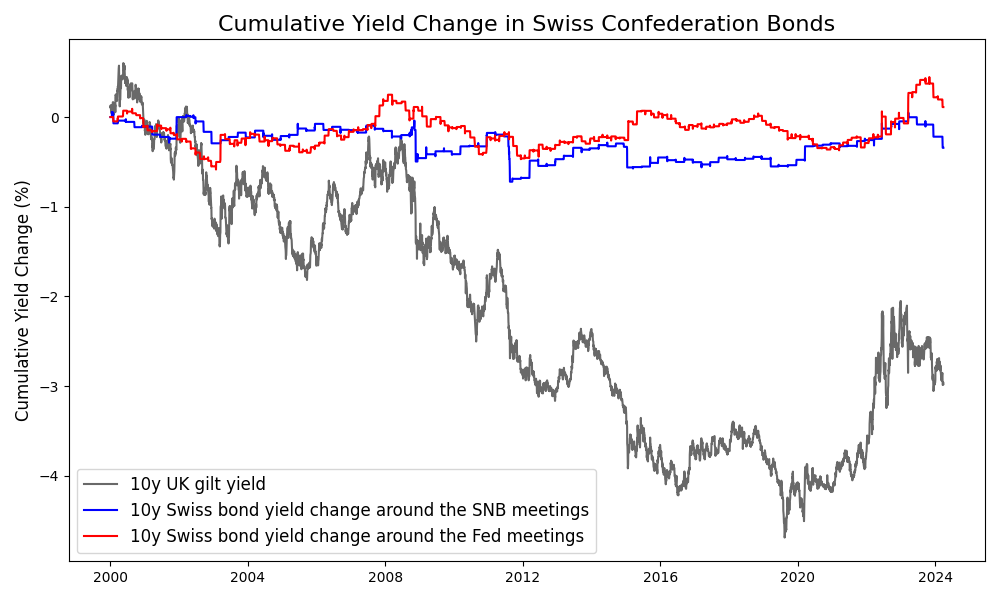 Cumulative Yield Change in Swiss Confederation Bonds
Cumulative Yield Change (%)
0
−1
−2
−3
−4
10y UK gilt yield
10y Swiss bond yield change around the SNB meetings
10y Swiss bond yield change around the Fed meetings
2000 2004 2008 2012 2016 2020 2024